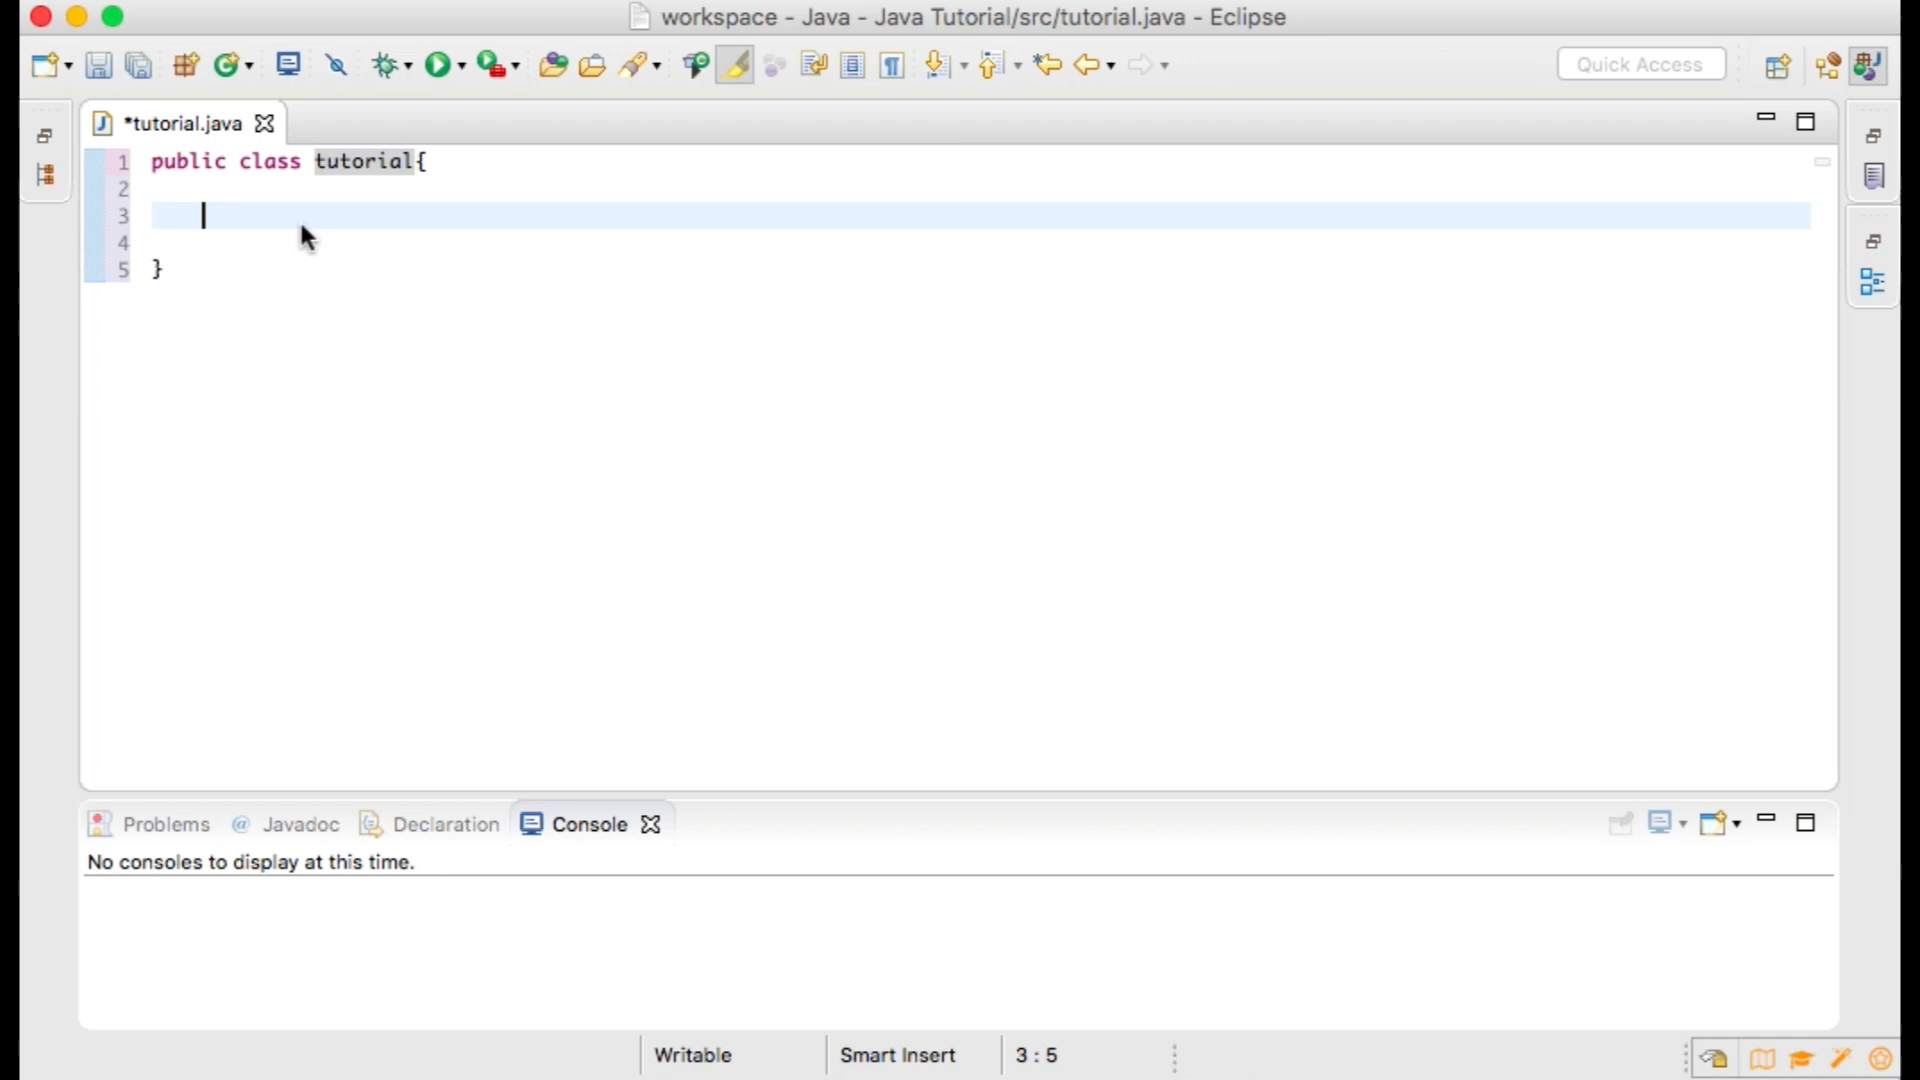 workspace - Java - Java Tutorial/src/tutorial.java - Eclipse
Quick Access
*tutorial.java
1 public class tutorial{
2
3
4
5 }
Problems @ Javadoc Declaration Console
No consoles to display at this time.
Writable Smart Insert 3 : 5